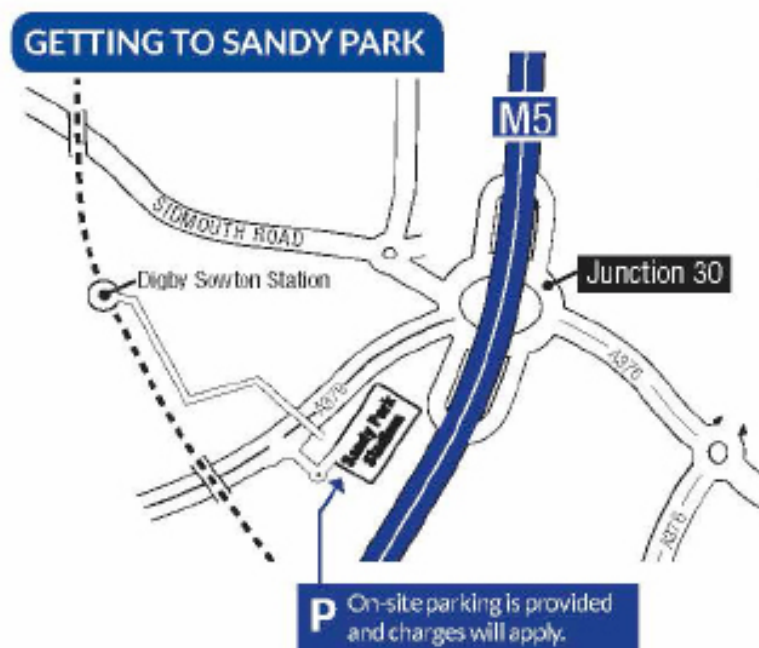 GETTING TO SANDY PARK
M5
SIDMOUTH ROAD
Digby Sowton Station
Junction 30
A376
A376
Sandy Park
Stadium
A376
P On-site parking is provided
and charges will apply.